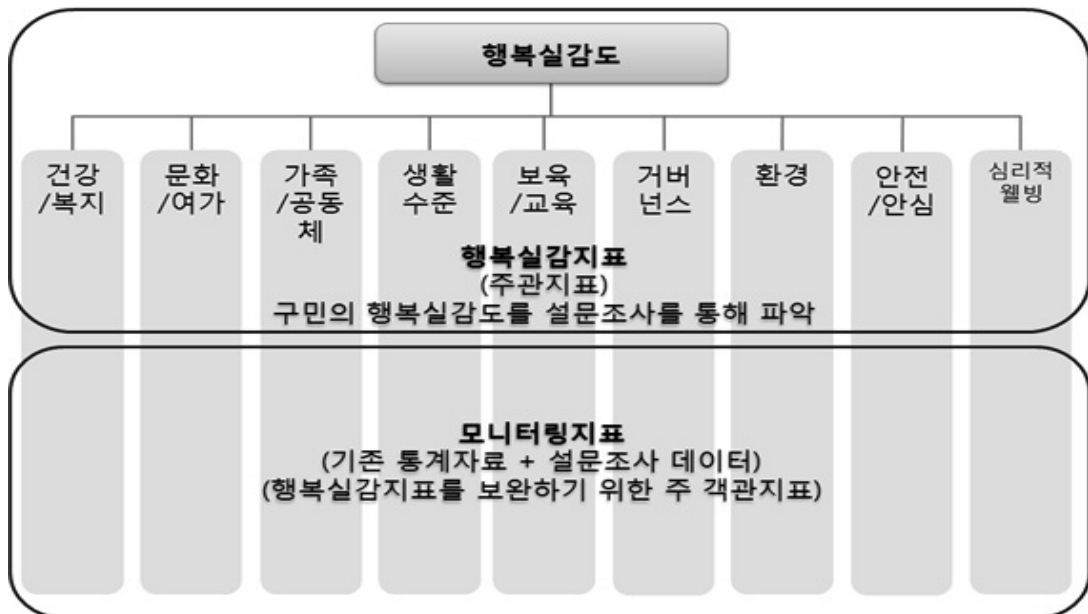 행복실감도
건강
/복지
문화
/여가
가족
/공동
체
생활
수준
보육
/교육
거버
넌스
환경
안전
/안심
심리적
웰빙
행복실감지표
(주관지표)
구민의 행복실감도를 설문조사를 통해 파악
모니터링지표
(기존 통계자료 + 설문조사 데이터)
(행복실감지표를 보완하기 위한 주 객관지표)